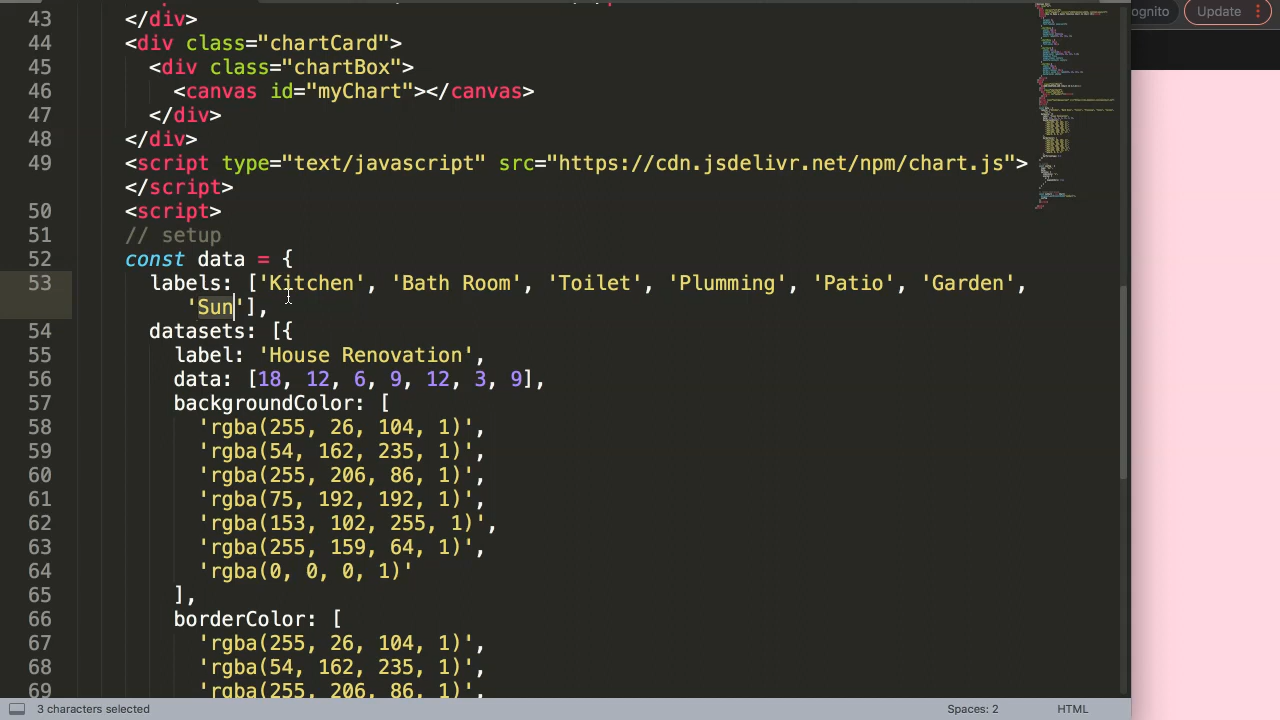 ognito Update
43 </div>
44 <div class="chartCard">
45 <div class="chartBox">
46 <canvas id="myChart"></canvas>
47 </div>
48 </div>
49 <script type="text/javascript" src="https://cdn.jsdelivr.net/npm/chart.js">
</script>
50 <script>
51 // setup
52 const data = {
53 labels: ['Kitchen', 'Bath Room', 'Toilet', 'Plumming', 'Patio', 'Garden',
'Sun'],
54 datasets: [{
55 label: 'House Renovation',
56 data: [18, 12, 6, 9, 12, 3, 9],
57 backgroundColor: [
58 'rgba(255, 26, 104, 1)',
59 'rgba(54, 162, 235, 1)',
60 'rgba(255, 206, 86, 1)',
61 'rgba(75, 192, 192, 1)',
62 'rgba(153, 102, 255, 1)',
63 'rgba(255, 159, 64, 1)',
64 'rgba(0, 0, 0, 1)'
65 ],
66 borderColor: [
67 'rgba(255, 26, 104, 1)',
68 'rgba(54, 162, 235, 1)',
69 'rgba(255, 206, 86, 1)',
3 characters selected Spaces: 2 HTML